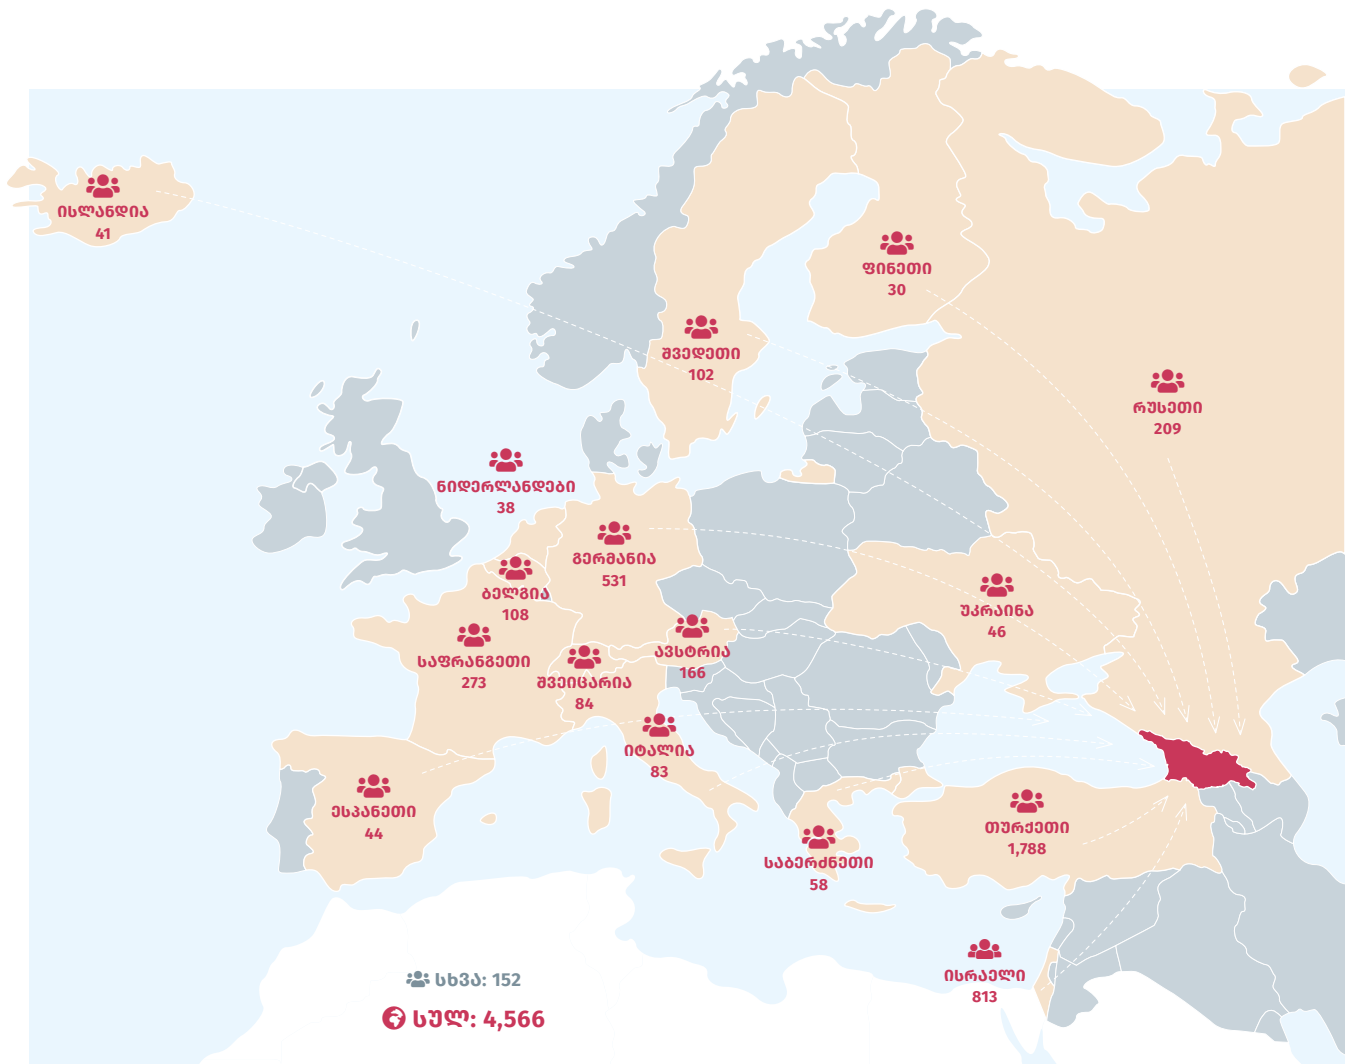 ისლანდია
41
ფინეთი
30
შვედეთი
102
რუსეთი
209
ნიდერლანდები
38
გერმანია
531
ბელგია
108
უკრაინა
46
საფრანგეთი
273
ავსტრია
166
შვეიცარია
84
იტალია
83
ესპანეთი
44
თურქეთი
1,788
საბერძნეთი
58
ისრაელი
813
სხვა: 152
სულ: 4,566